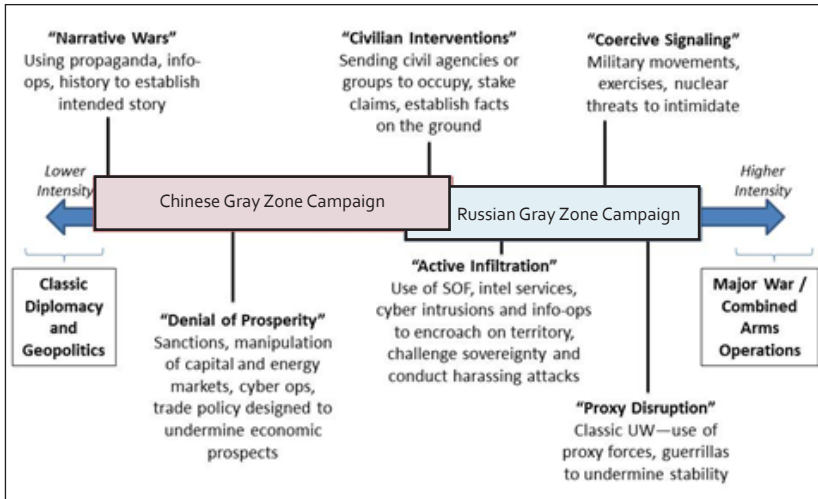 “Narrative Wars”
Using propaganda, info-
ops, history to establish
intended story
“Civilian Interventions”
Sending civil agencies or
groups to occupy, stake
claims, establish facts
on the ground
“Coercive Signaling”
Military movements,
exercises, nuclear
threats to intimidate
Lower
Intensity
Chinese Gray Zone Campaign
Russian Gray Zone Campaign
Higher
Intensity
Classic
Diplomacy
and
Geopolitics
“Denial of Prosperity”
Sanctions, manipulation
of capital and energy
markets, cyber ops,
trade policy designed to
undermine economic
prospects
“Active Infiltration”
Use of SOF, intel services,
cyber intrusions and info-ops
to encroach on territory,
challenge sovereignty and
conduct harassing attacks
“Proxy Disruption”
Classic UW—use of
proxy forces, guerrillas
to undermine stability
Major War /
Combined
Arms
Operations